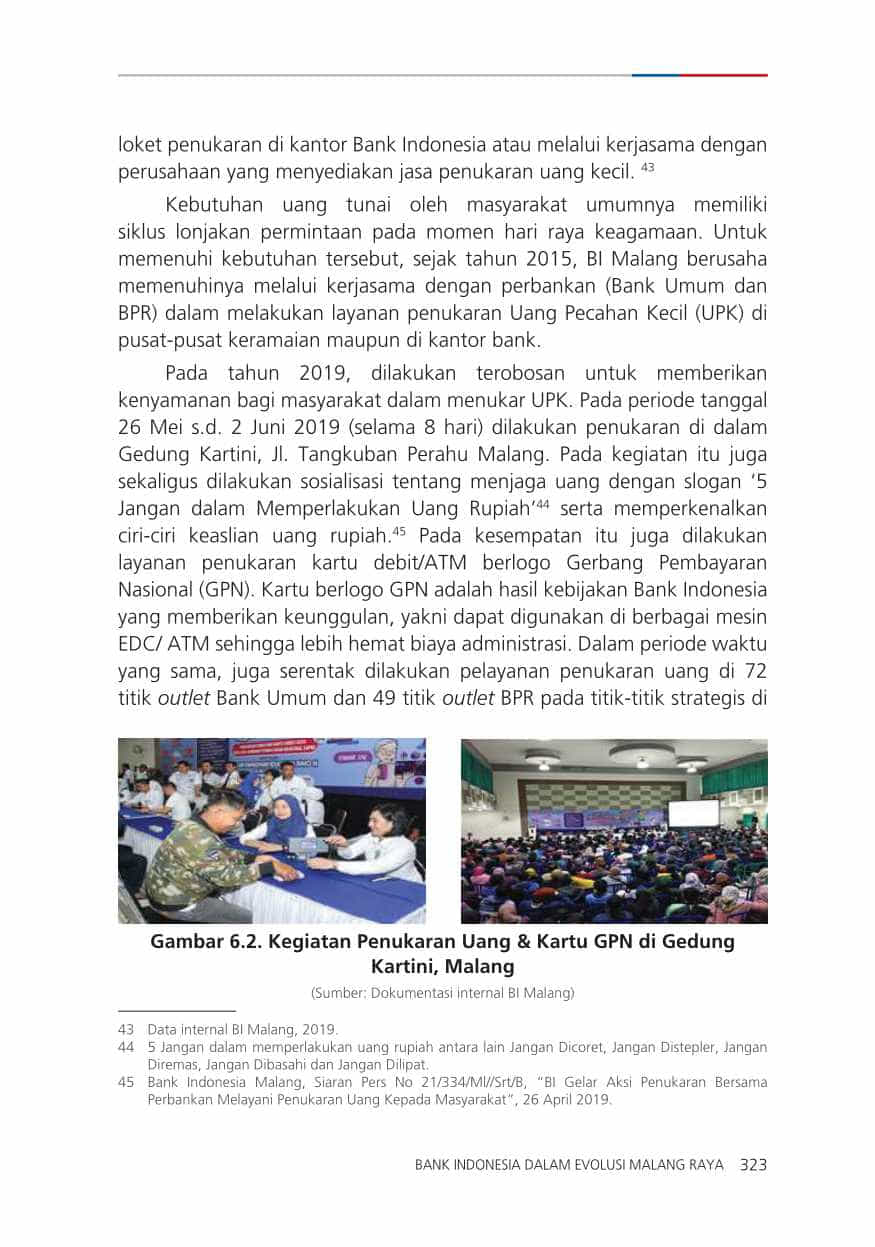 loket penukaran di kantor Bank Indonesia atau melalui kerjasama dengan
perusahaan yang menyediakan jasa penukaran uang kecil. 43
Kebutuhan uang tunai oleh masyarakat umumnya memiliki
siklus lonjakan permintaan pada momen hari raya keagamaan. Untuk
memenuhi kebutuhan tersebut, sejak tahun 2015, BI Malang berusaha
memenuhinya melalui kerjasama dengan perbankan (Bank Umum dan
BPR) dalam melakukan layanan penukaran Uang Pecahan Kecil (UPK) di
pusat-pusat keramaian maupun di kantor bank.
Pada tahun 2019, dilakukan terobosan untuk memberikan
kenyamanan bagi masyarakat dalam menukar UPK. Pada periode tanggal
26 Mei s.d. 2 Juni 2019 (selama 8 hari) dilakukan penukaran di dalam
Gedung Kartini, Jl. Tangkuban Perahu Malang. Pada kegiatan itu juga
sekaligus dilakukan sosialisasi tentang menjaga uang dengan slogan ‘5
Jangan dalam Memperlakukan Uang Rupiah’44 serta memperkenalkan
ciri-ciri keaslian uang rupiah.45 Pada kesempatan itu juga dilakukan
layanan penukaran kartu debit/ATM berlogo Gerbang Pembayaran
Nasional (GPN). Kartu berlogo GPN adalah hasil kebijakan Bank Indonesia
yang memberikan keunggulan, yakni dapat digunakan di berbagai mesin
EDC/ ATM sehingga lebih hemat biaya administrasi. Dalam periode waktu
yang sama, juga serentak dilakukan pelayanan penukaran uang di 72
titik outlet Bank Umum dan 49 titik outlet BPR pada titik-titik strategis di
Gambar 6.2. Kegiatan Penukaran Uang & Kartu GPN di Gedung
Kartini, Malang
(Sumber: Dokumentasi internal BI Malang)
43 Data internal BI Malang, 2019.
44 5 Jangan dalam memperlakukan uang rupiah antara lain Jangan Dicoret, Jangan Distepler, Jangan
Diremas, Jangan Dibasahi dan Jangan Dilipat.
45 Bank Indonesia Malang, Siaran Pers No 21/334/Ml//Srt/B, “BI Gelar Aksi Penukaran Bersama
Perbankan Melayani Penukaran Uang Kepada Masyarakat”, 26 April 2019.
BANK INDONESIA DALAM EVOLUSI MALANG RAYA 323